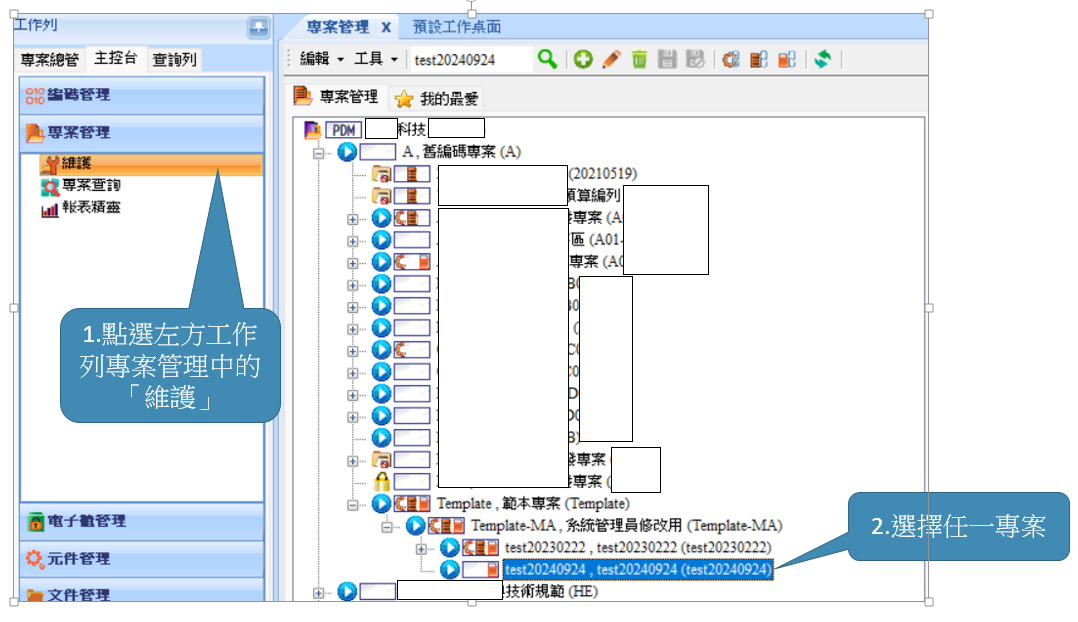 工作列
專案總管 主控台 查詢列
編碼管理
專案管理
維護
專案查詢
報表精靈
1.點選左方工作
列專案管理中的
「維護」
電子籤管理
元件管理
文件管理
專案管理 X 預設工作桌面
編輯 工具 test20240924
專案管理 我的最愛
PDM 科技
A , 舊編碼專案 (A)
(20210519)
預算編列
專案 (A
區 (A01-
專案 (A0
發專案 (
發專案 (
Template , 範本專案 (Template)
Template-MA , 系統管理員修改用 (Template-MA)
test20230222 , test20230222 (test20230222)
test20240924 , test20240924 (test20240924)
技術規範 (HE)
2.選擇任一專案